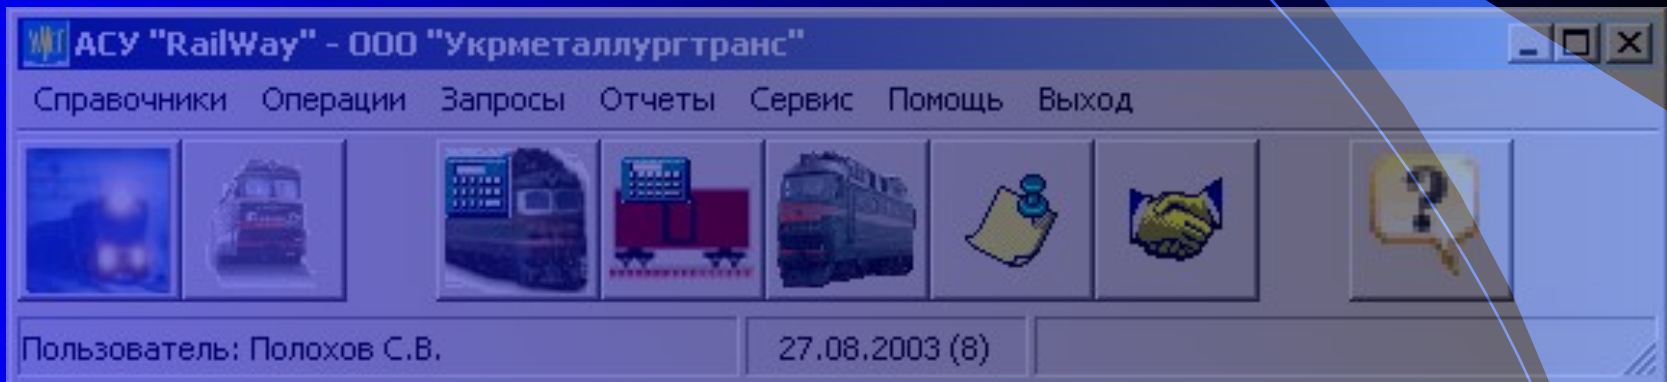 АСУ "RailWay" - ООО "Укрметаллургтранс"
Справочники Операции Запросы Отчеты Сервис Помощь Выход
Пользователь: Полохов С.В. 27.08.2003 (8)